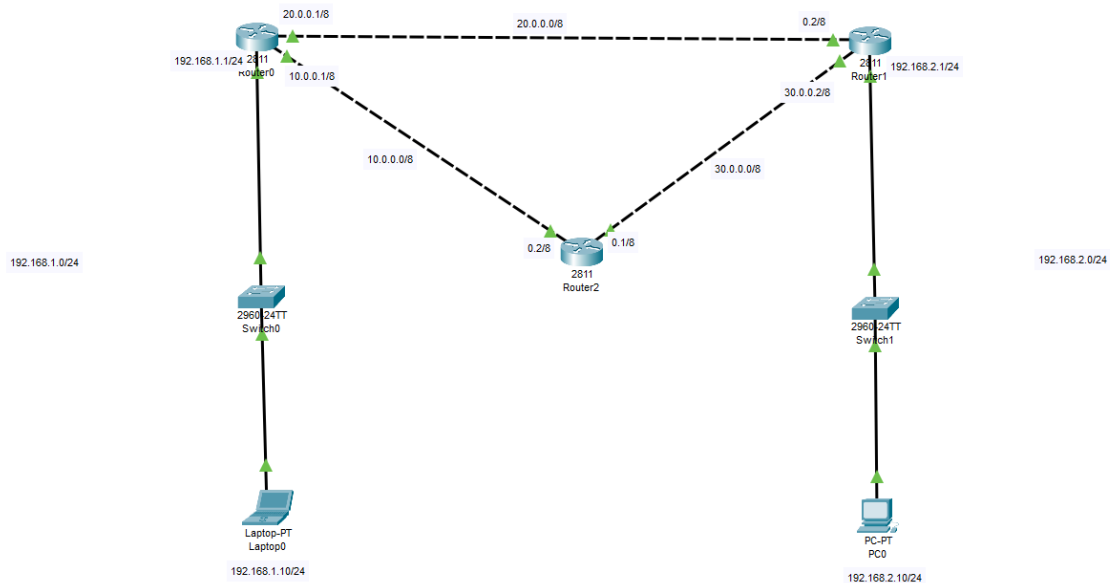 20.0.0.1/8
20.0.0.0/8
0.2/8
192.168.1.1/24
2811
Router0
2811
Router1
192.168.2.1/24
10.0.0.1/8
30.0.0.2/8
10.0.0.0/8
30.0.0.0/8
0.2/8
0.1/8
2811
Router2
192.168.1.0/24
192.168.2.0/24
2960-24TT
Switch0
2960-24TT
Switch1
Laptop-PT
Laptop0
PC-PT
PC0
192.168.1.10/24
192.168.2.10/24